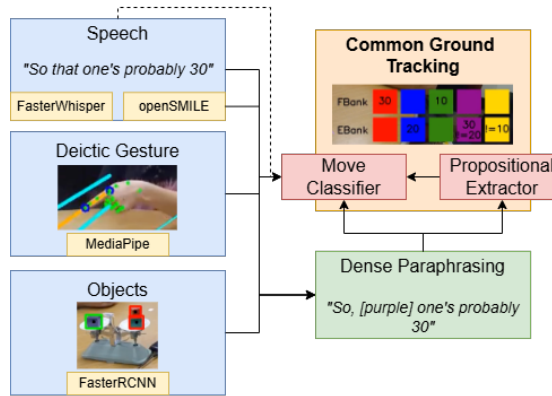 Speech
"So that one's probably 30"
FasterWhisper
openSMILE
Deictic Gesture
MediaPipe
Objects
FasterRCNN
Common Ground
Tracking
FBank 30 10
EBank 20 30 !=20 !=10
Move
Classifier
Propositional
Extractor
Dense Paraphrasing
"So, [purple] one's probably
30"